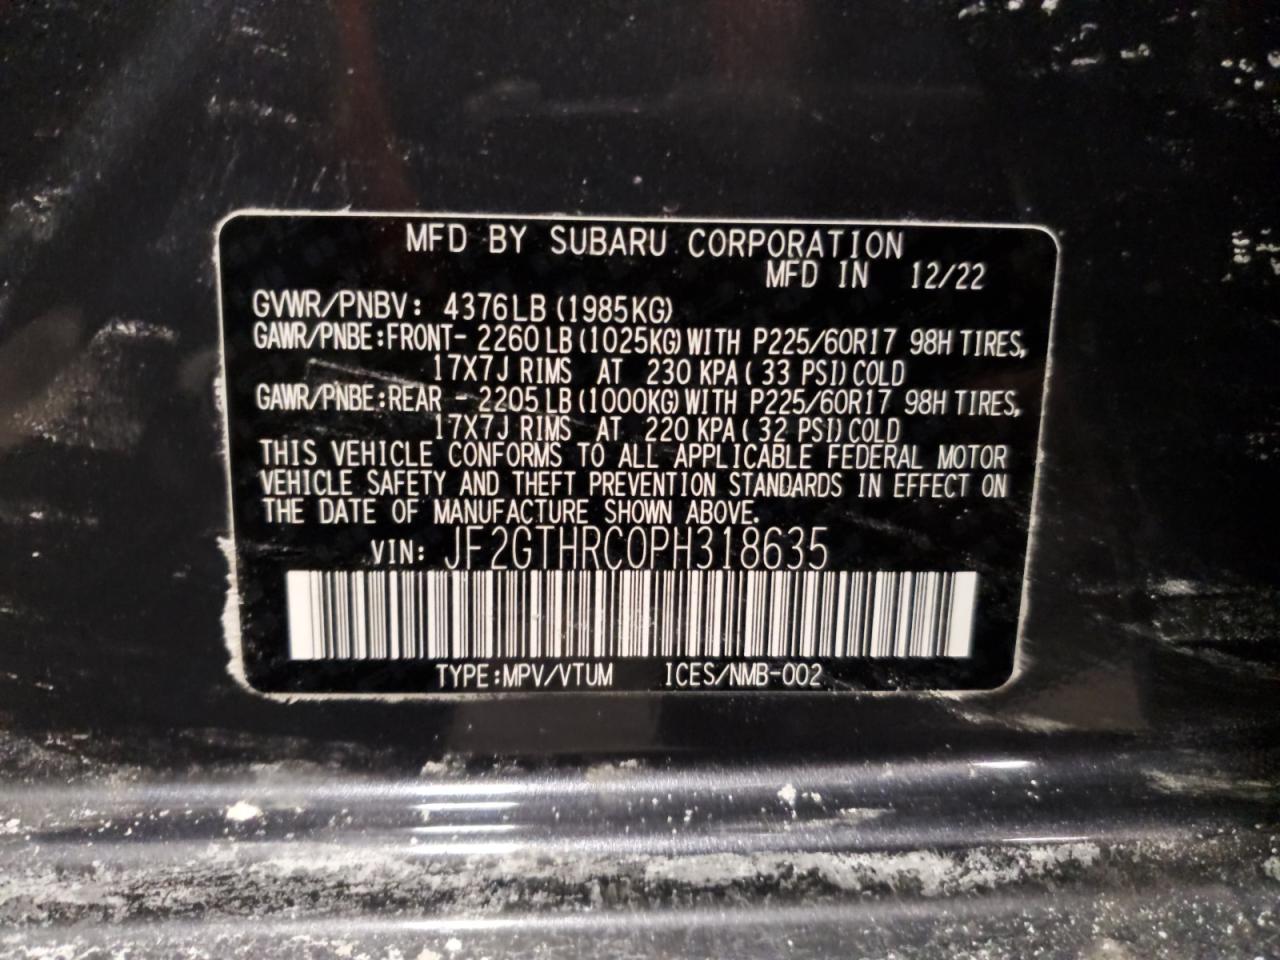 MFD BY SUBARU CORPORATION
MFD IN 12/22
GVWR/PNBV: 4376LB (1985KG)
GAWR/PNBE:FRONT- 2260LB (1025KG) WITH P225/60R17 98H TIRES,
17X7J RIMS AT 230 KPA ( 33 PSI) COLD
GAWR/PNBE:REAR - 2205LB (1000KG) WITH P225/60R17 98H TIRES,
17X7J RIMS AT 220 KPA ( 32 PSI) COLD
THIS VEHICLE CONFORMS TO ALL APPLICABLE FEDERAL MOTOR
VEHICLE SAFETY AND THEFT PREVENTION STANDARDS IN EFFECT ON
THE DATE OF MANUFACTURE SHOWN ABOVE.
VIN: JF2GTHRC0PH318635
TYPE:MPV/VTUM ICES/NMB-002